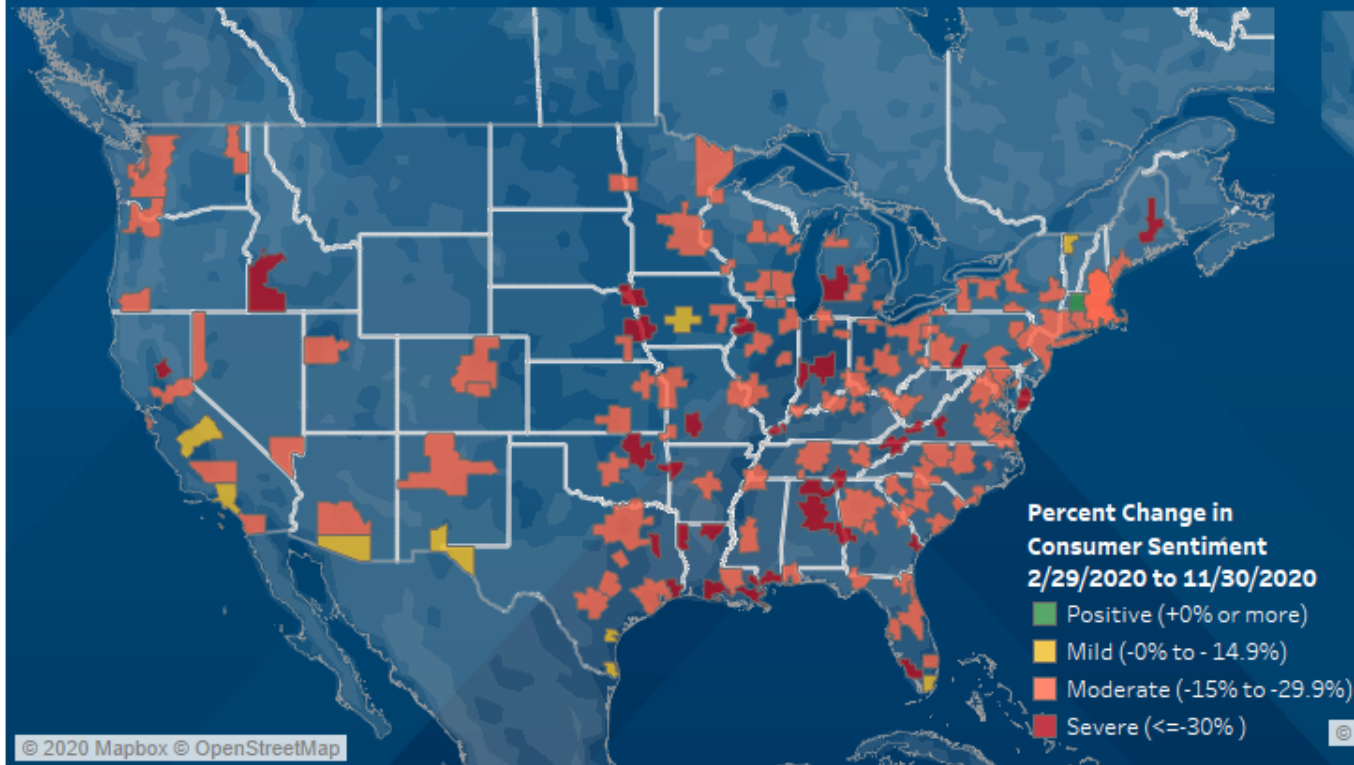 Percent Change in
Consumer Sentiment
2/29/2020 to 11/30/2020
Positive (+0% or more)
Mild (-0% to - 14.9%)
Moderate (-15% to -29.9%)
Severe (<=-30% )
© 2020 Mapbox © OpenStreetMap
©